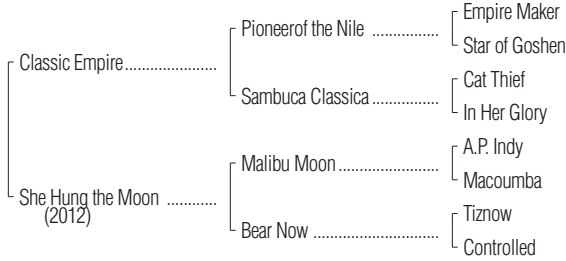 Empire Maker
Pioneerof the Nile ................
Star of Goshen
Classic Empire......................
Cat Thief
Sambuca Classica................
In Her Glory
A.P. Indy
Malibu Moon........................
Macoumba
She Hung the Moon ............
(2012)
Tiznow
Bear Now ..............................
Controlled